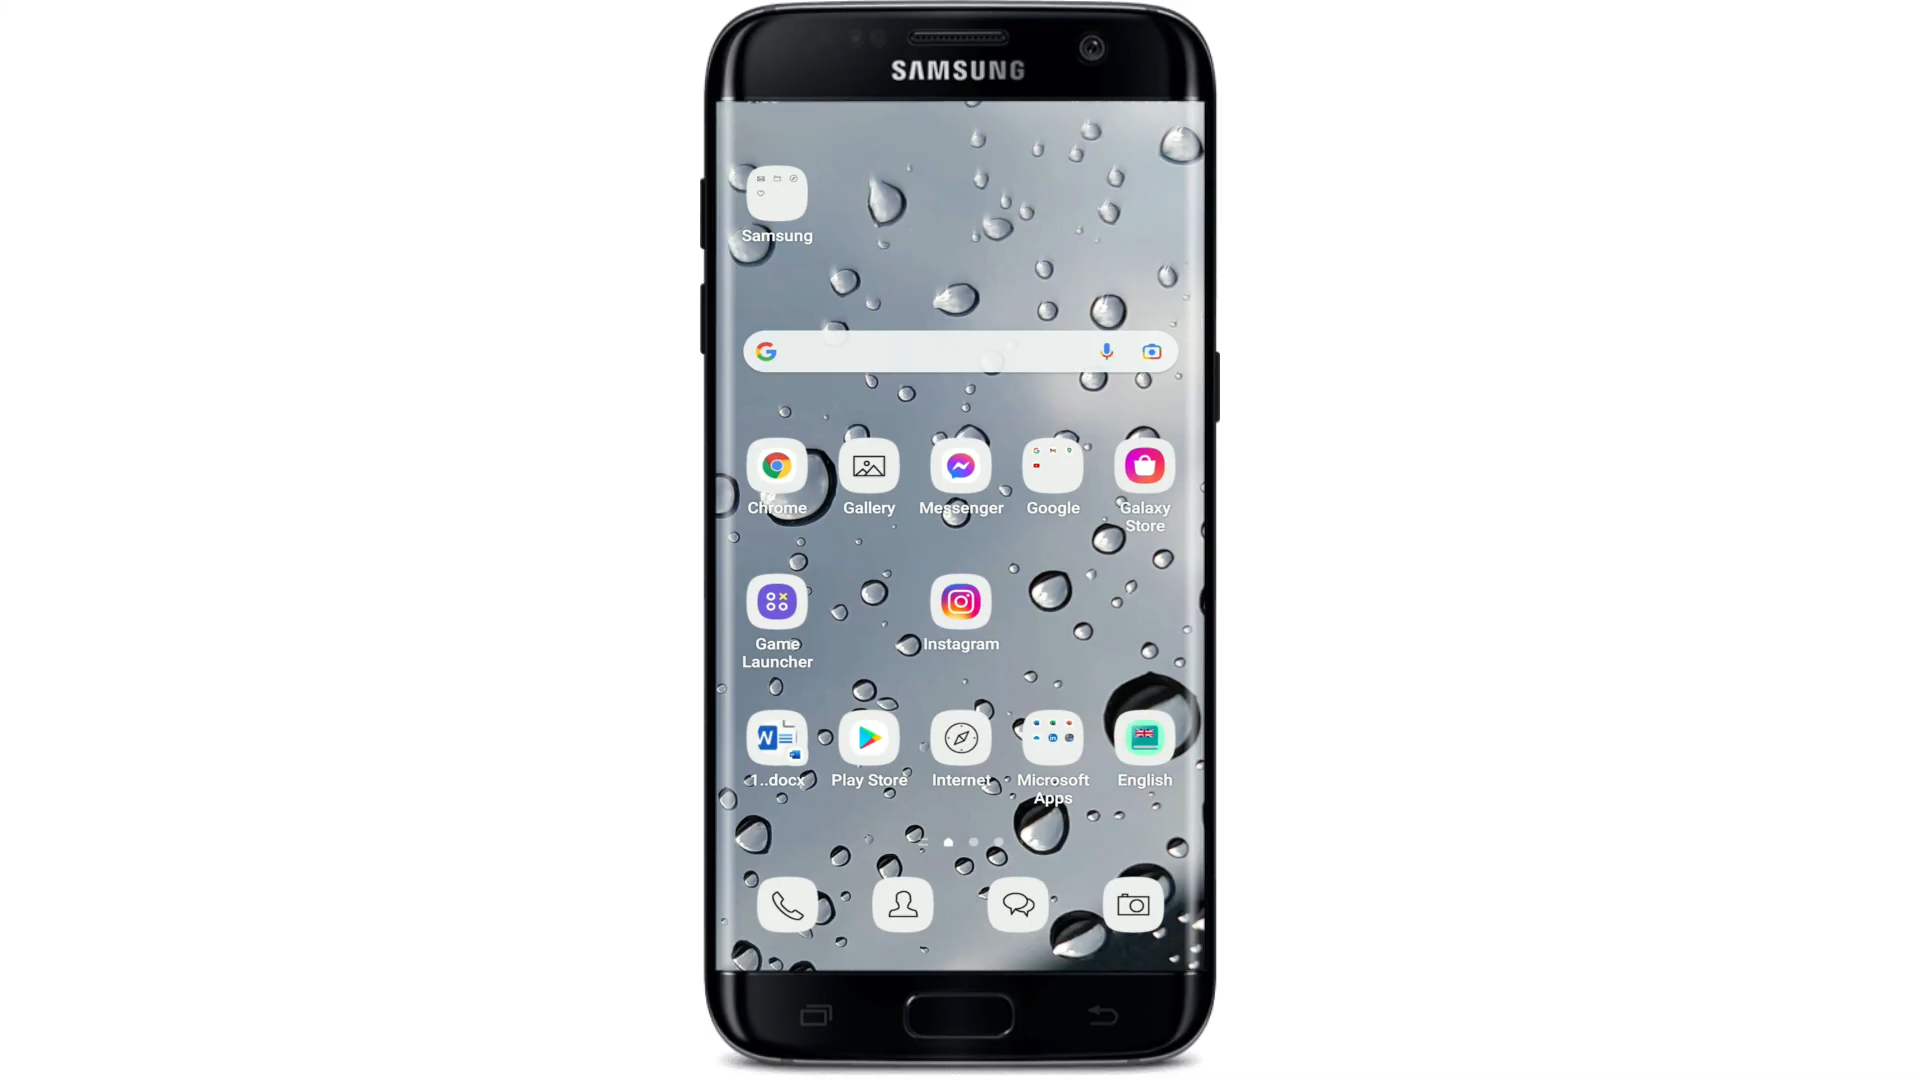 SAMSUNG
Samsung
Chrome
Gallery
Messenger
Google
Galaxy
Store
Game
Launcher
Instagram
1..docx
Play Store
Internet
Microsoft
Apps
English